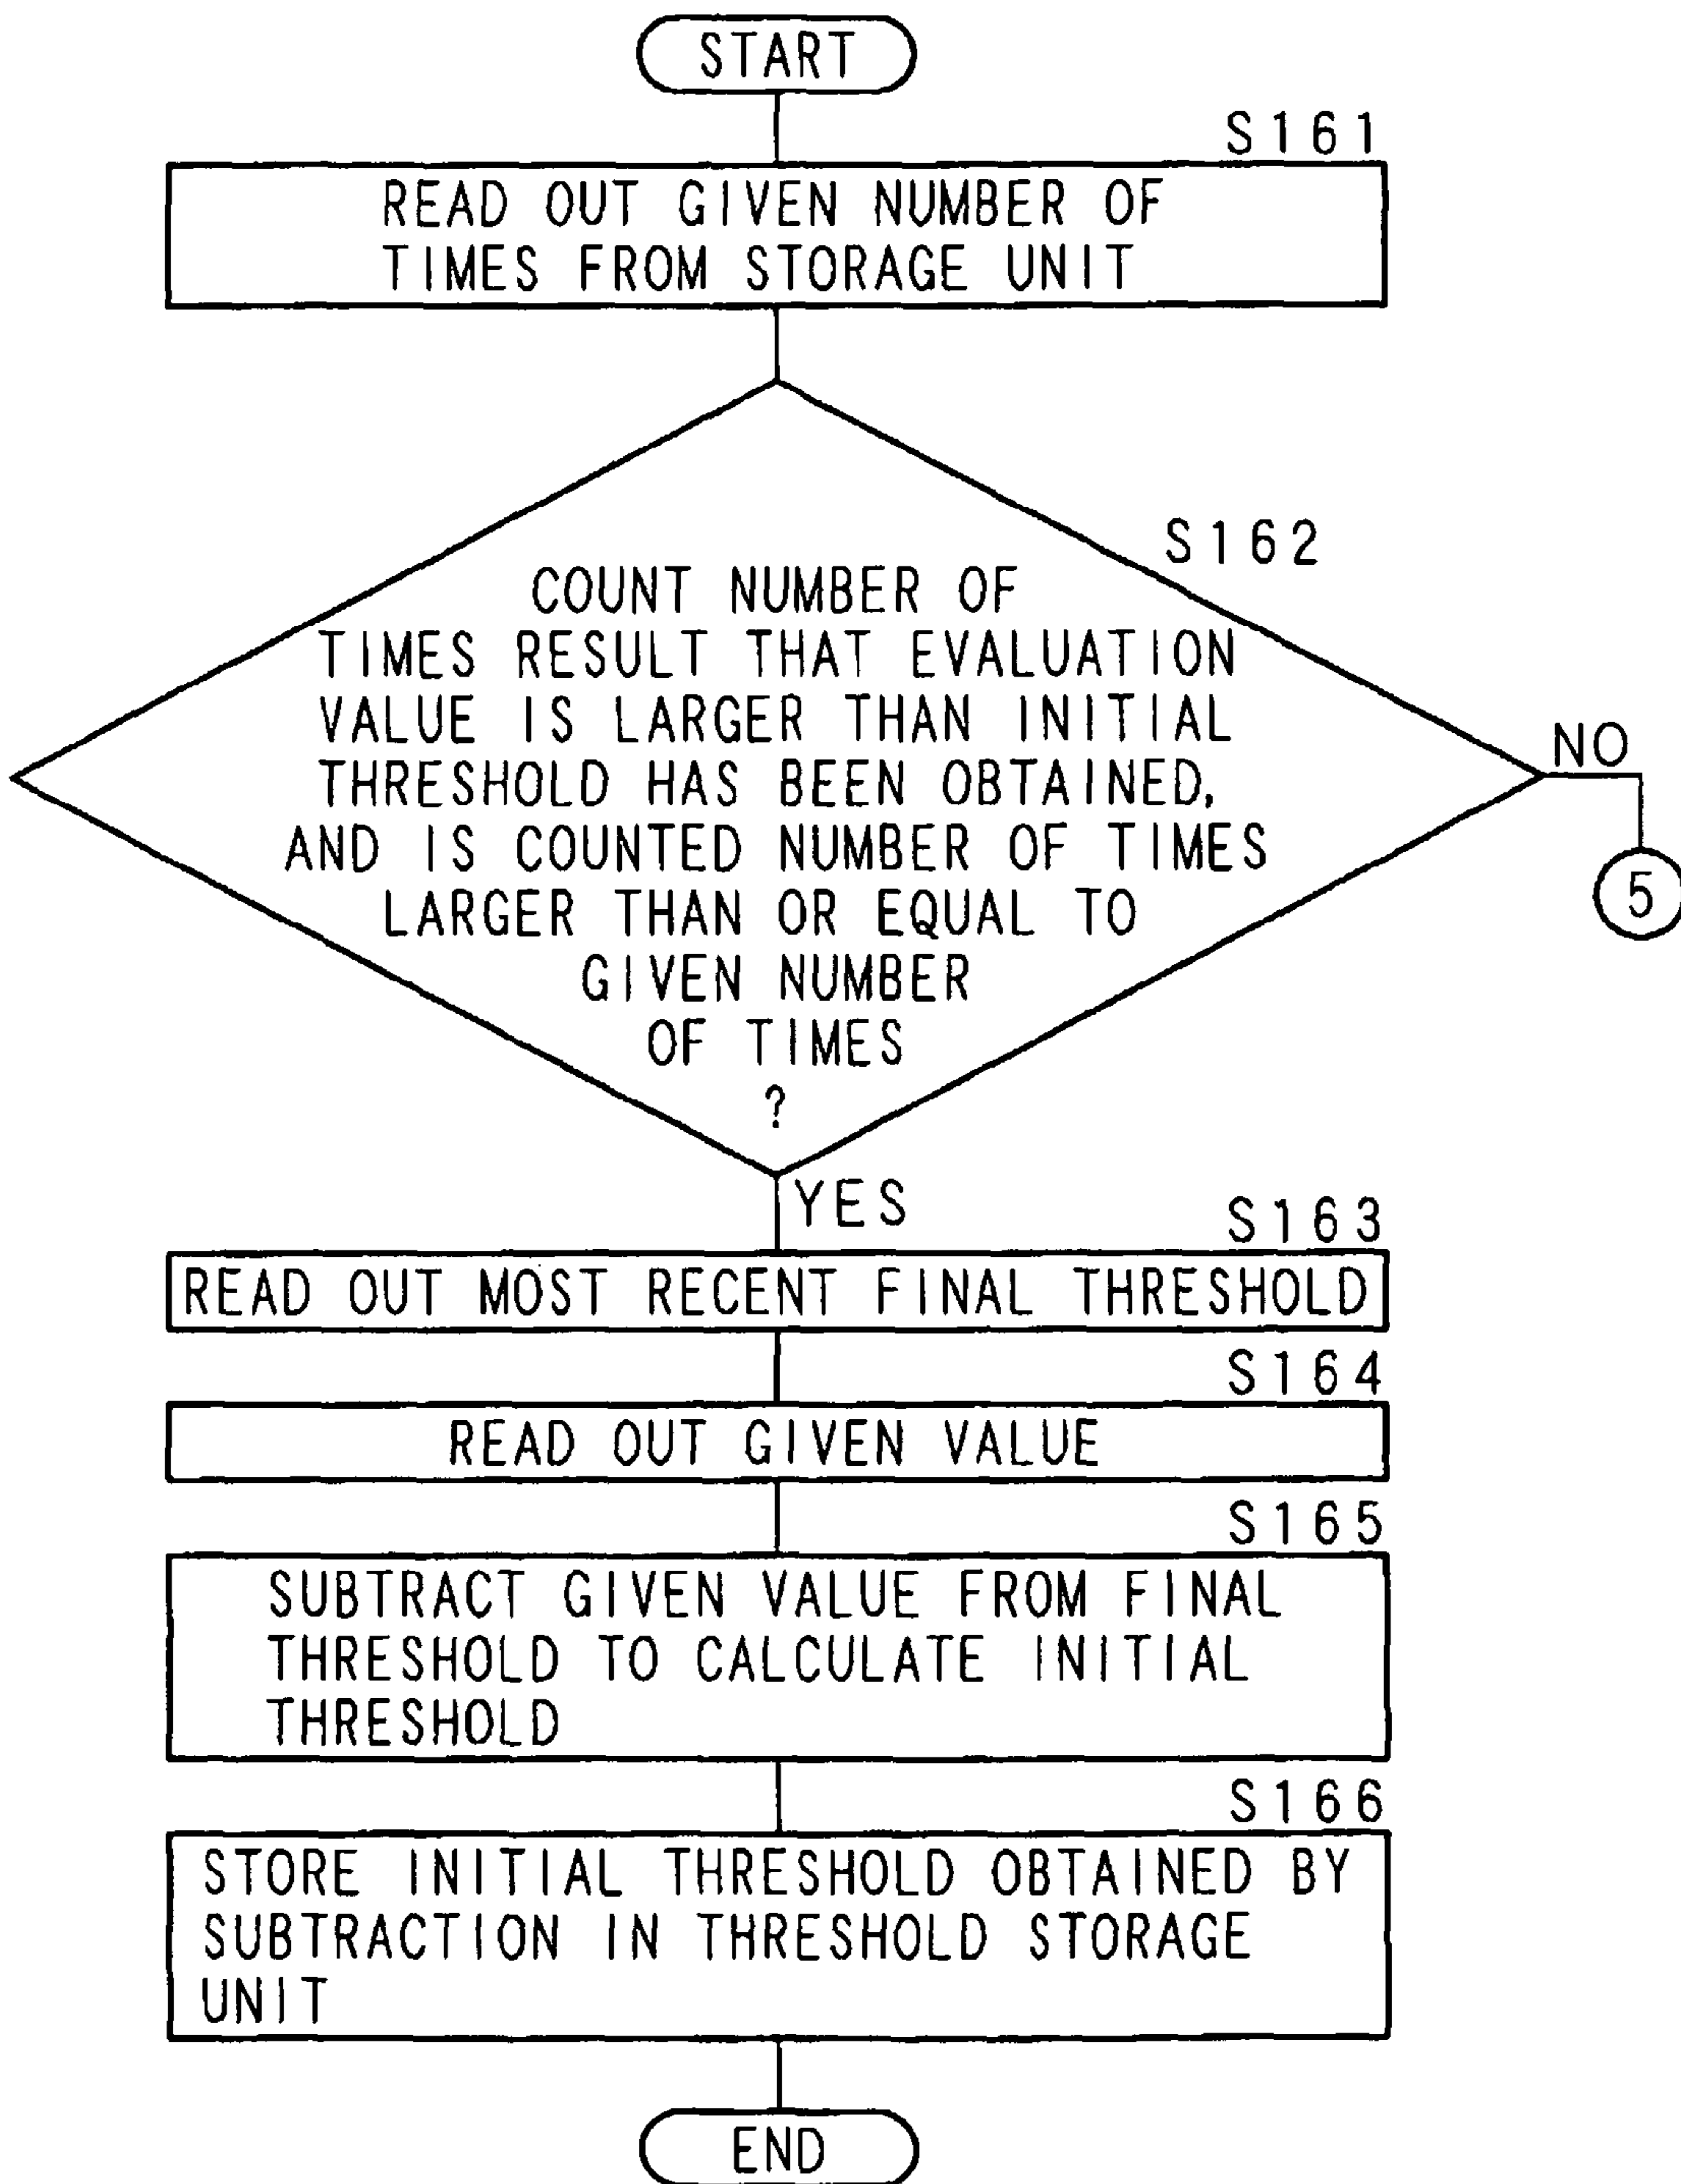 START
S161
READ OUT GIVEN NUMBER OF
TIMES FROM STORAGE UNIT
S162
COUNT NUMBER OF
TIMES RESULT THAT EVALUATION
VALUE IS LARGER THAN INITIAL
THRESHOLD HAS BEEN OBTAINED,
AND IS COUNTED NUMBER OF TIMES
LARGER THAN OR EQUAL TO
GIVEN NUMBER
OF TIMES
?
NO
5
YES
S163
READ OUT MOST RECENT FINAL THRESHOLD
S164
READ OUT GIVEN VALUE
S165
SUBTRACT GIVEN VALUE FROM FINAL
THRESHOLD TO CALCULATE INITIAL
THRESHOLD
S166
STORE INITIAL THRESHOLD OBTAINED BY
SUBTRACTION IN THRESHOLD STORAGE
UNIT
END